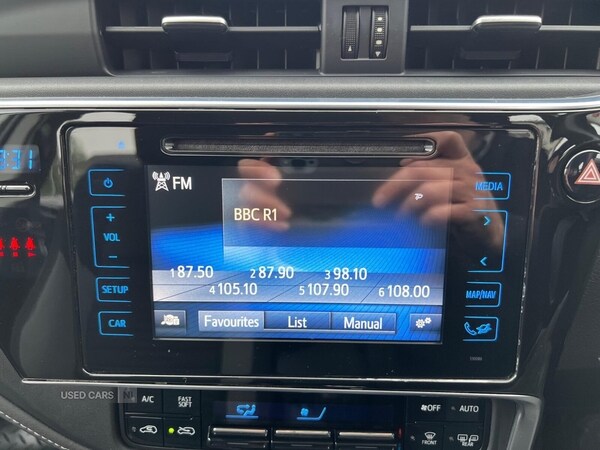 FM
MEDIA
BBC R1
+
VOL
−
>
<
1 87.50 2 87.90 3 98.10
4 105.10 5 107.90 6 108.00
SETUP
MAP/NAV
CAR
Favourites List Manual
USED CARS NI
A/C FAST SOFT
OFF AUTO
FRONT REAR